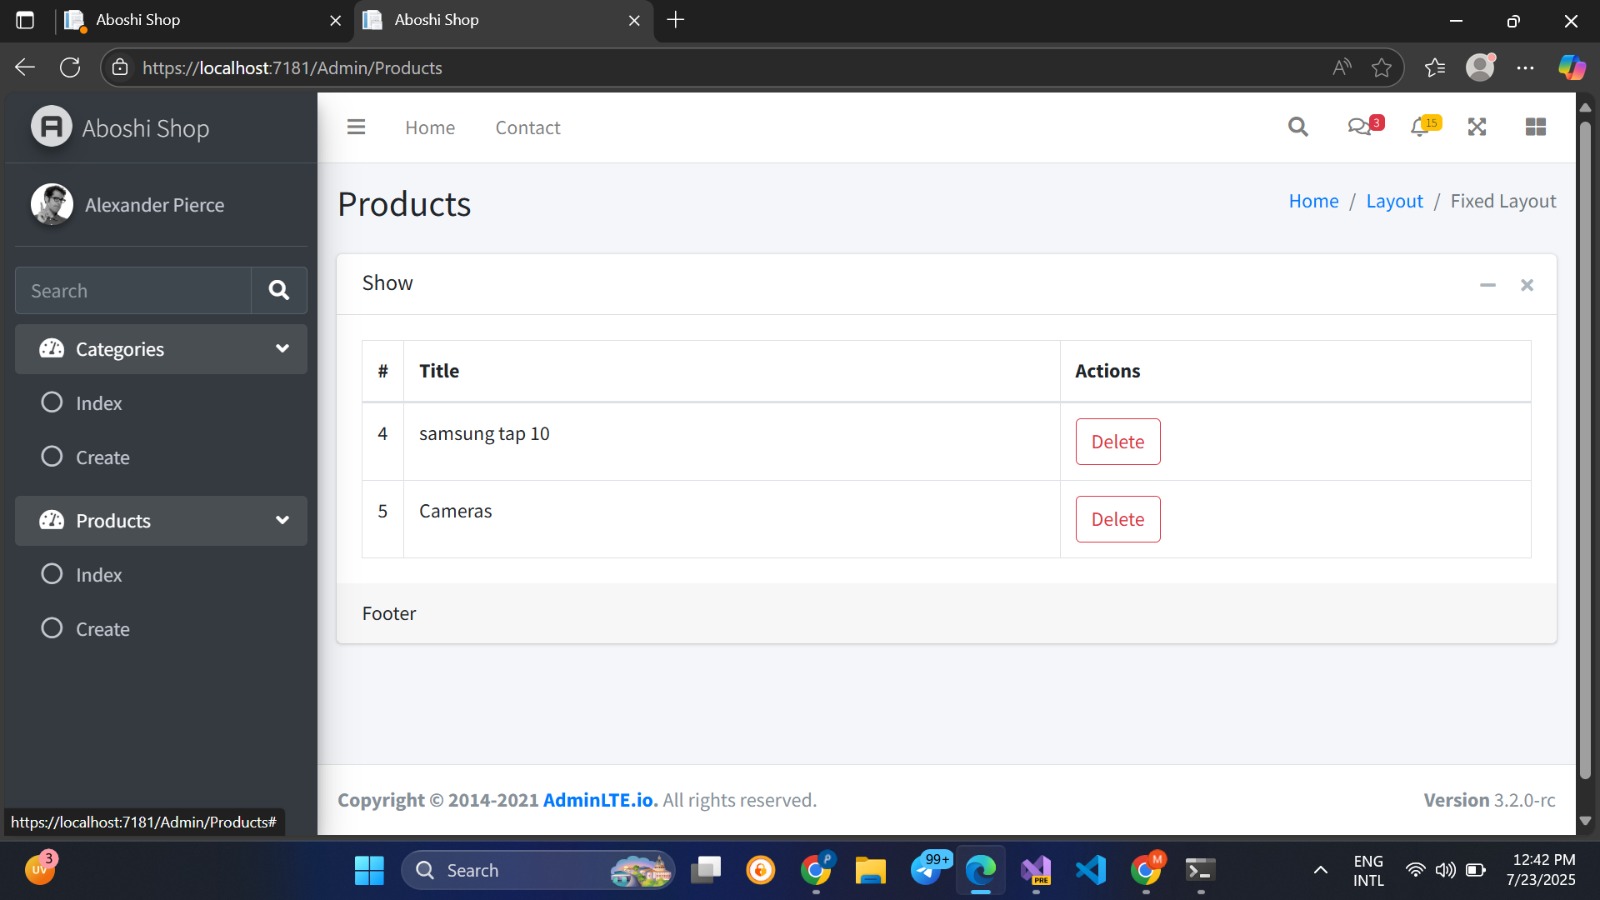 Aboshi Shop
Aboshi Shop
https://localhost:7181/Admin/Products
Aboshi Shop
Home
Contact
3
15
Alexander Pierce
Products
Home / Layout / Fixed Layout
Search
Show
Categories
Index
Create
Products
Index
Create
# Title Actions
4 samsung tap 10 Delete
5 Cameras Delete
Footer
Copyright © 2014-2021 AdminLTE.io. All rights reserved.
Version 3.2.0-rc
https://localhost:7181/Admin/Products#
UV
3
Search
P
99+
PRE
M
ENG
INTL
12:42 PM
7/23/2025